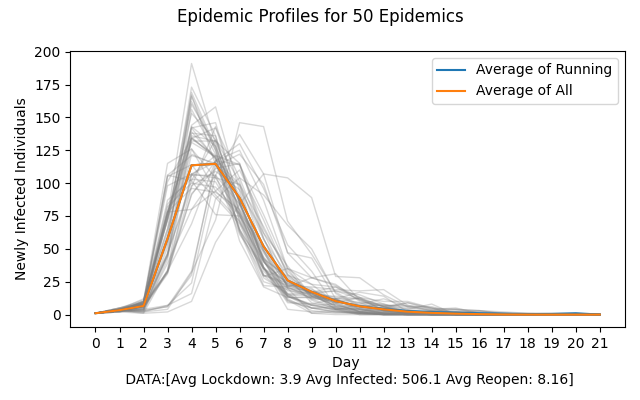 Epidemic Profiles for 50 Epidemics
200
175
150
125
100
75
50
25
0
Newly Infected Individuals
Average of Running
Average of All
0 1 2 3 4 5 6 7 8 9 10 11 12 13 14 15 16 17 18 19 20 21
Day
DATA:[Avg Lockdown: 3.9 Avg Infected: 506.1 Avg Reopen: 8.16]